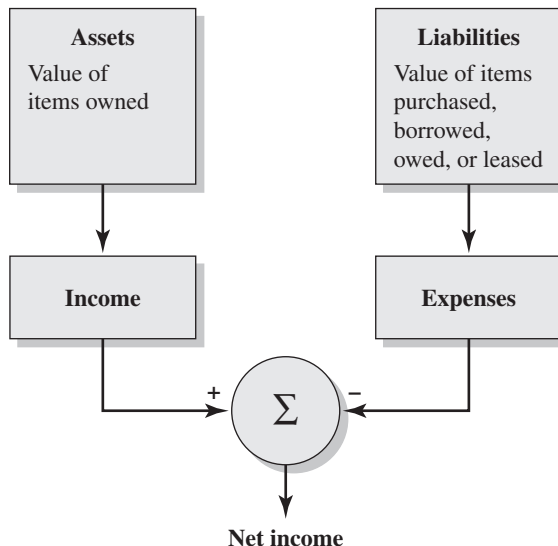 Assets
Value of
items owned
Liabilities
Value of items
purchased,
borrowed,
owed, or leased
Income
Expenses
+
−
Σ
Net income